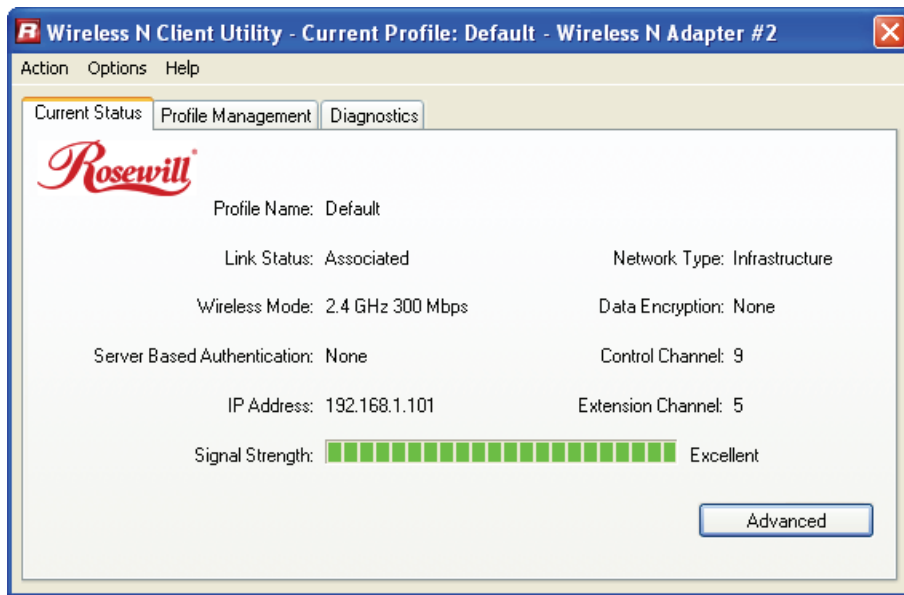 R Wireless N Client Utility - Current Profile: Default - Wireless N Adapter #2
Action Options Help
Current Status Profile Management Diagnostics
Rosewill
Profile Name: Default
Link Status: Associated Network Type: Infrastructure
Wireless Mode: 2.4 GHz 300 Mbps Data Encryption: None
Server Based Authentication: None Control Channel: 9
IP Address: 192.168.1.101 Extension Channel: 5
Signal Strength: Excellent
Advanced